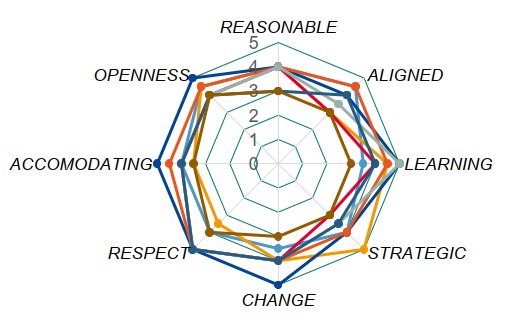 REASONABLE
5
OPENNESS
4
ALIGNED
3
2
1
ACCOMODATING
0
LEARNING
RESPECT
STRATEGIC
CHANGE